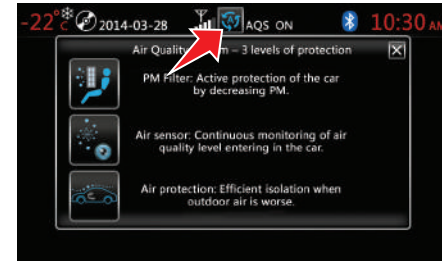 -22°C 2014-03-28 AQS ON 10:30 AM
Air Quality – 3 levels of protection
PM Filter: Active protection of the car
by decreasing PM.
Air sensor: Continuous monitoring of air
quality level entering in the car.
Air protection: Efficient isolation when
outdoor air is worse.